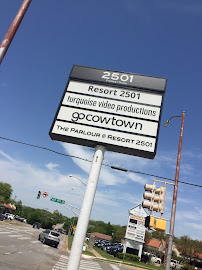 2501
Resort 2501
turquoise video productions
gocowtown
THE PARLOUR @ RESORT 2501